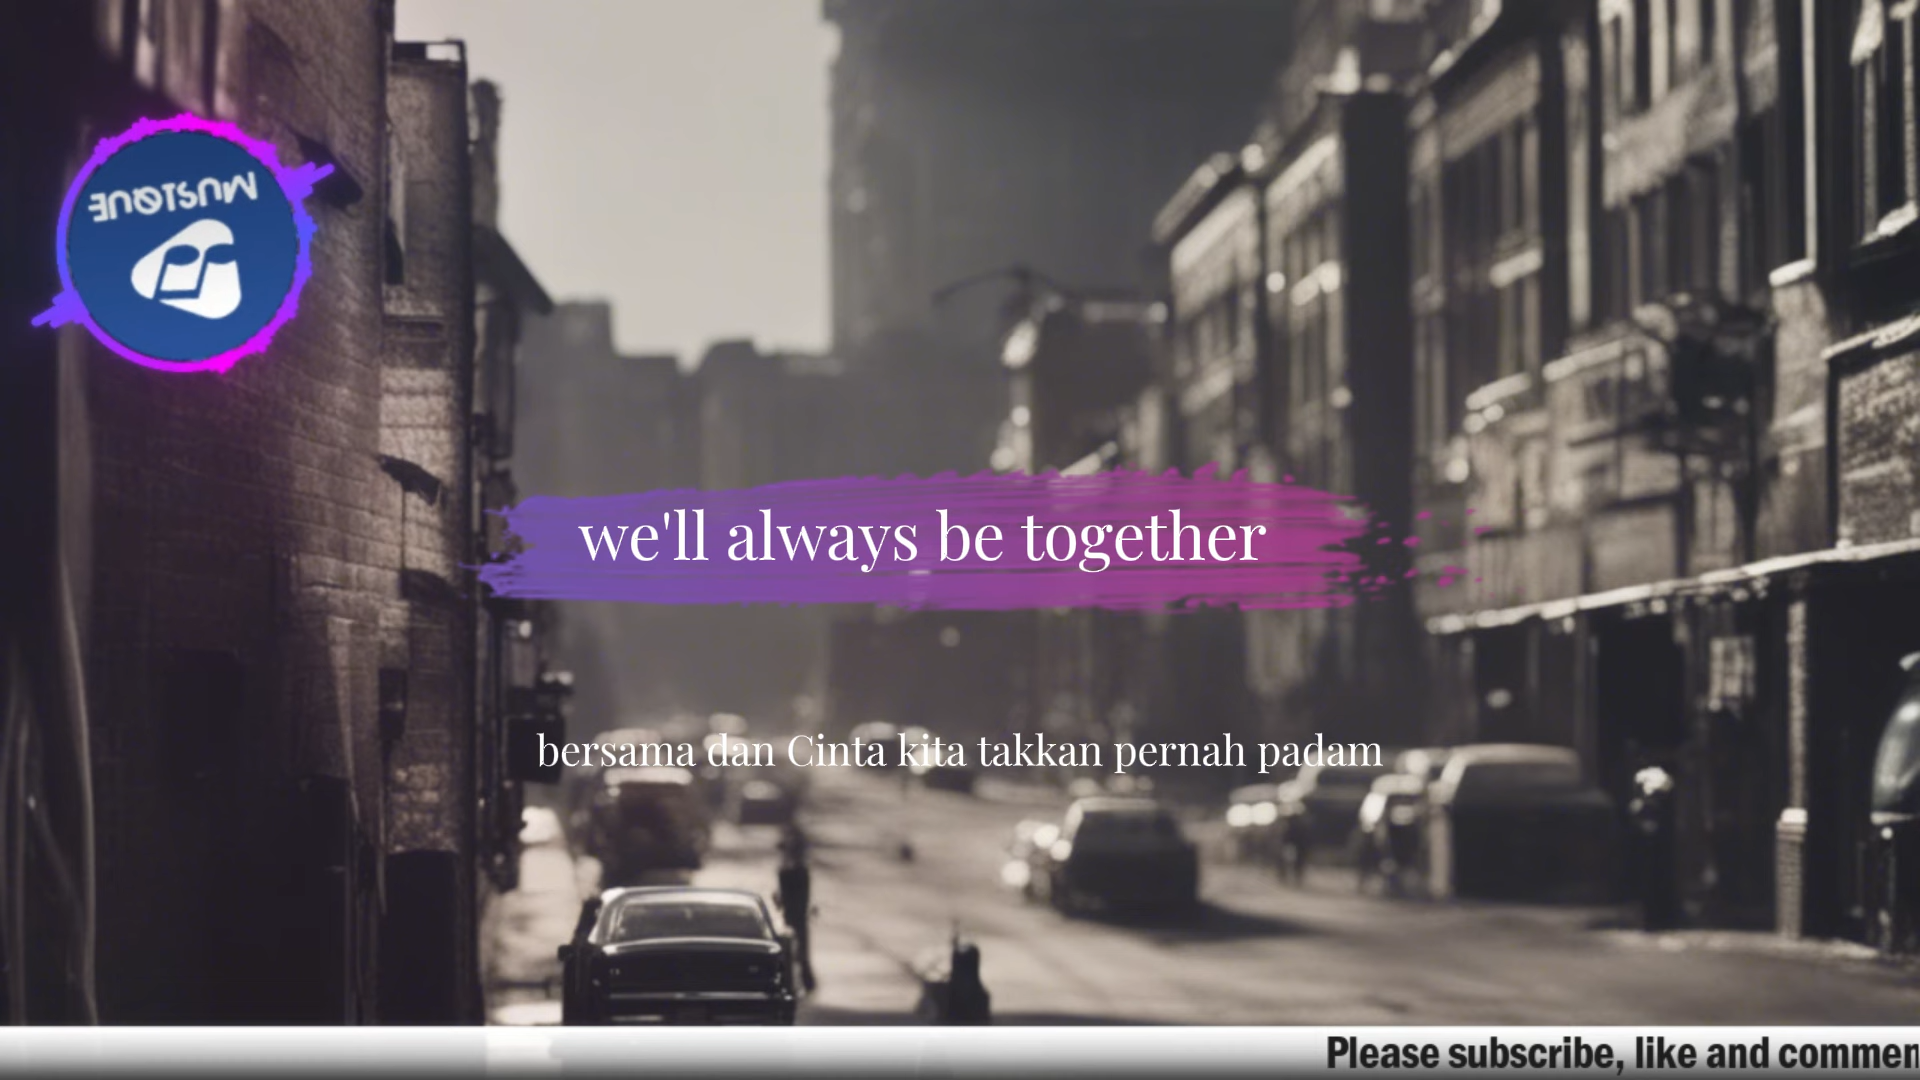 MUSIQUE
we'll always be together
bersama dan Cinta kita takkan pernah padam
Please subscribe, like and commen